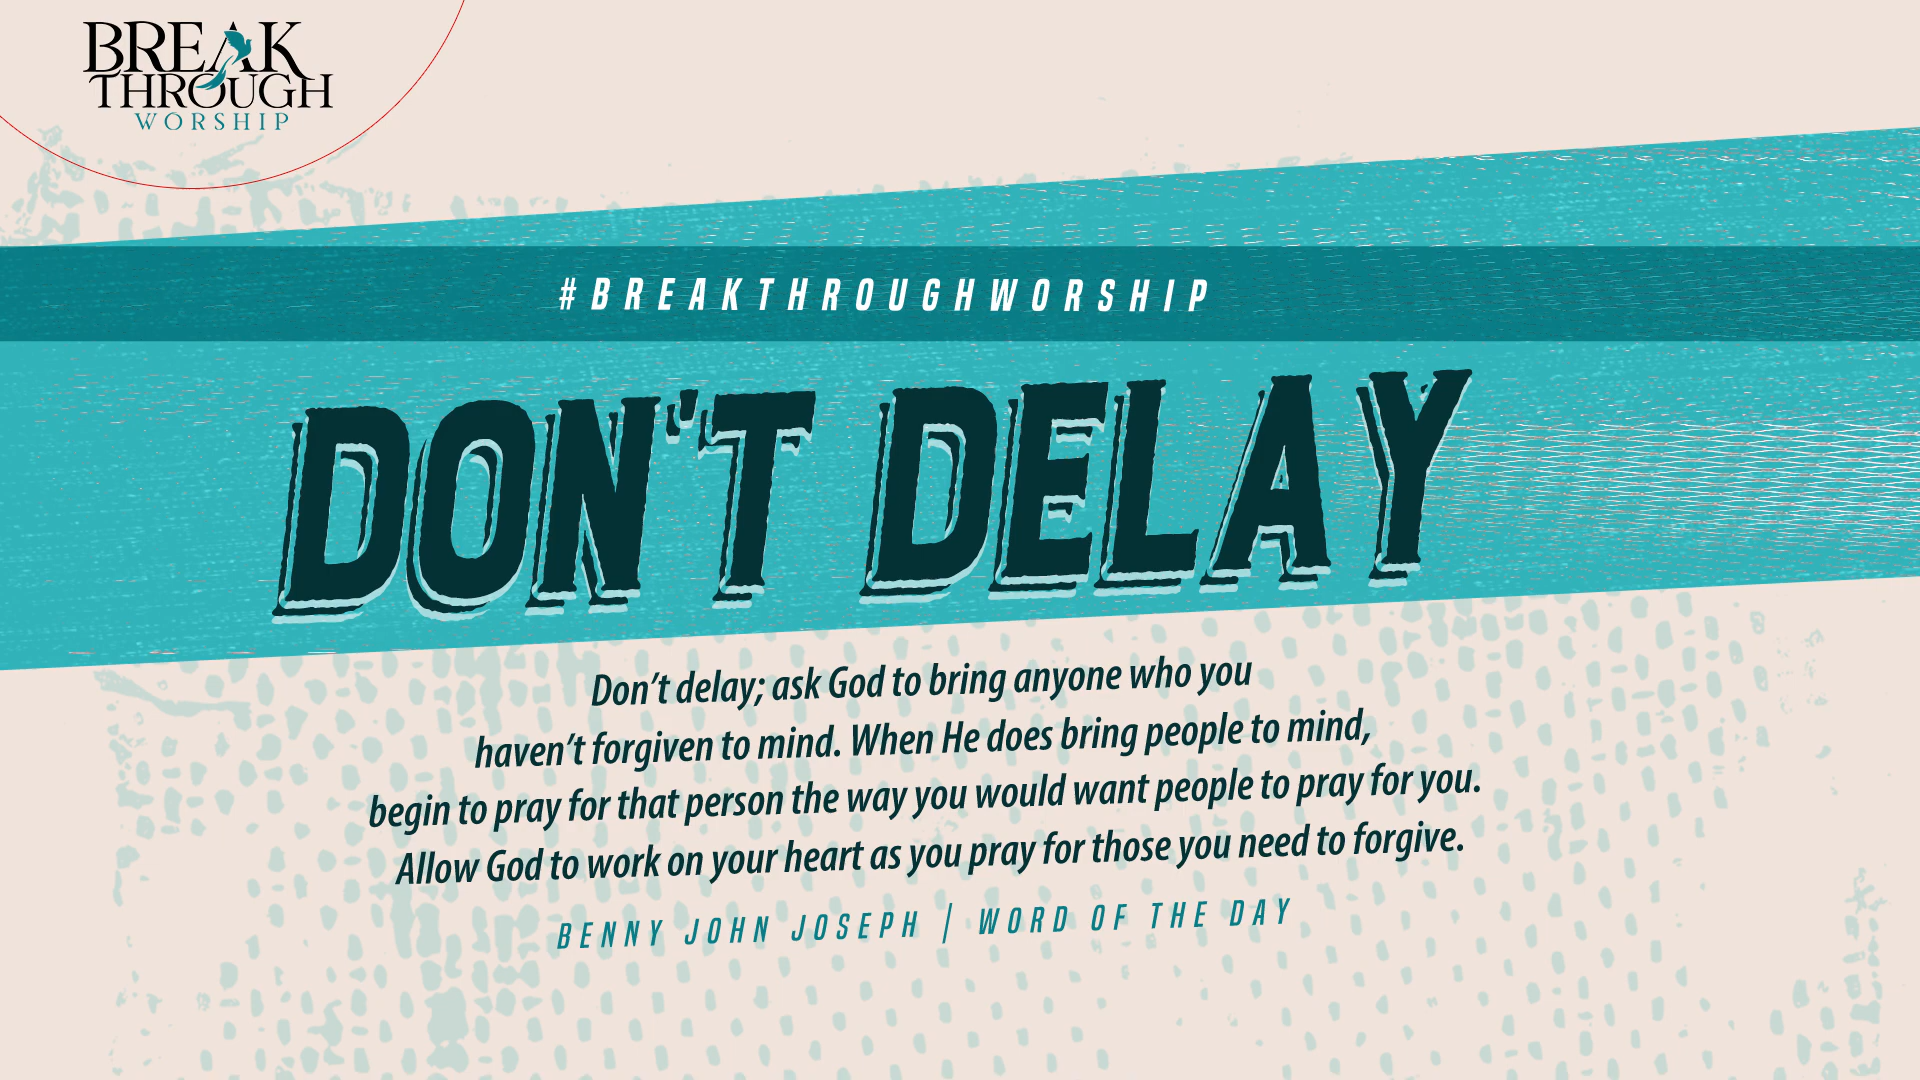 BREAK
THROUGH
WORSHIP
#BREAKTHROUGHWORSHIP
DON'T DELAY
Don't delay; ask God to bring anyone who you
haven't forgiven to mind. When He does bring people to mind,
begin to pray for that person the way you would want people to pray for you.
Allow God to work on your heart as you pray for those you need to forgive.
BENNY JOHN JOSEPH | WORD OF THE DAY